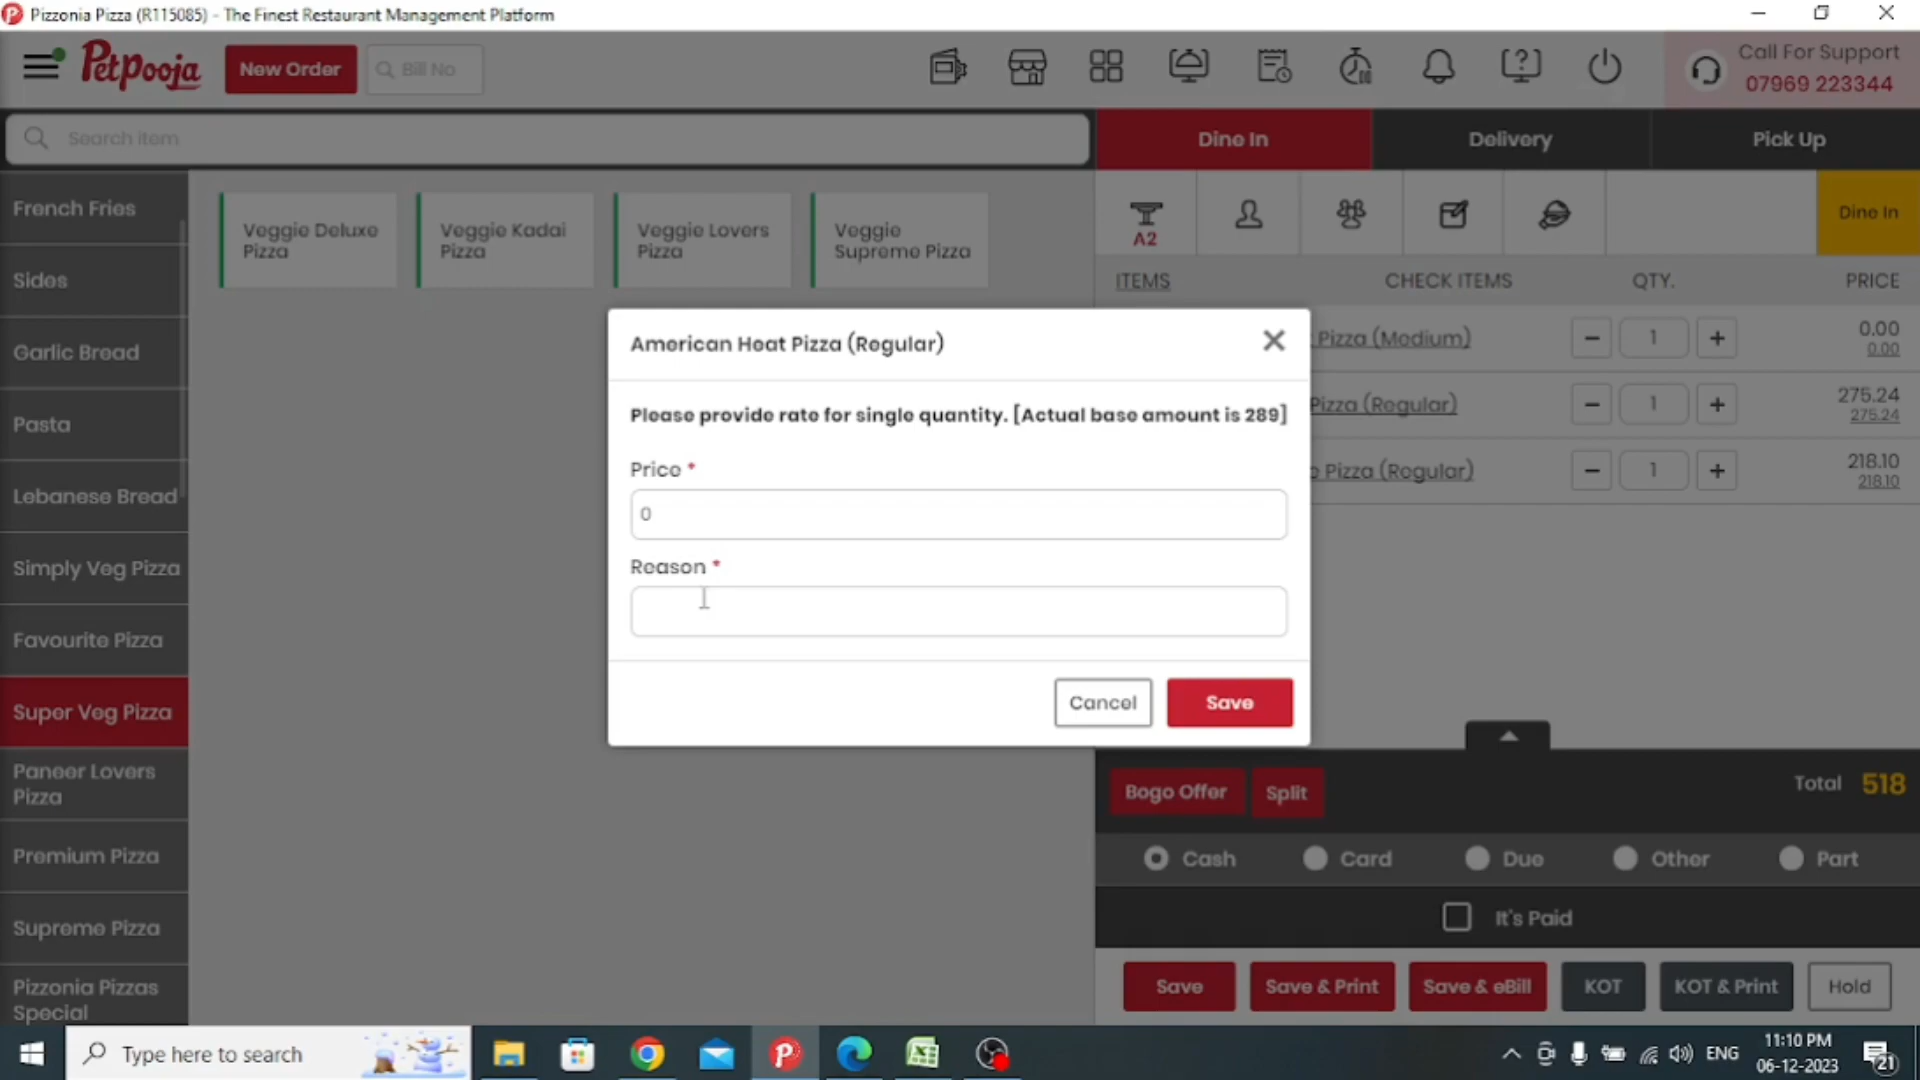 Pizzonia Pizza (R115085) - The Finest Restaurant Management Platform
PetPooja
New Order
Bill No
Call For Support
07969 223344
Search Item
Dine In
Delivery
Pick Up
French Fries
Sides
Garlic Bread
Pasta
Lebanese Bread
Simply Veg Pizza
Favourite Pizza
Super Veg Pizza
Paneer Lovers
Pizza
Premium Pizza
Supreme Pizza
Pizzonia Pizzas
Special
Veggie Deluxe
Pizza
Veggie Kadai
Pizza
Veggie Lovers
Pizza
Veggie
Supreme Pizza
A2
Dine In
ITEMS
CHECK ITEMS
QTY.
PRICE
Pizza (Medium)
1
0.00
0.00
Pizza (Regular)
1
275.24
275.24
Pizza (Regular)
1
218.10
218.10
American Heat Pizza (Regular)
Please provide rate for single quantity. [Actual base amount is 289]
Price *
0
Reason *
Cancel
Save
Bogo Offer
Split
Total 518
Cash
Card
Due
Other
Part
It's Paid
Save
Save & Print
Save & eBill
KOT
KOT & Print
Hold
Type here to search
ENG
11:10 PM
06-12-2023
21